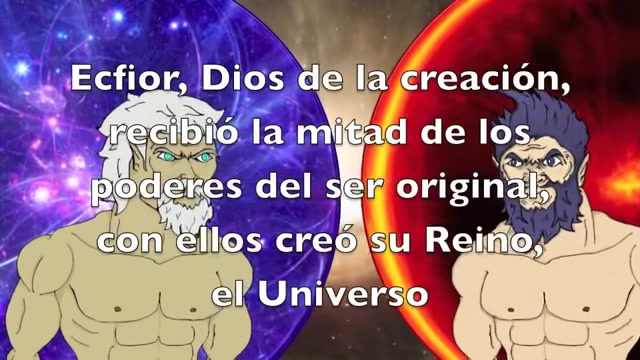 Ecfior, Dios de la creación,
recibió la mitad de los
poderes del ser original,
con ellos creó su Reino,
el Universo